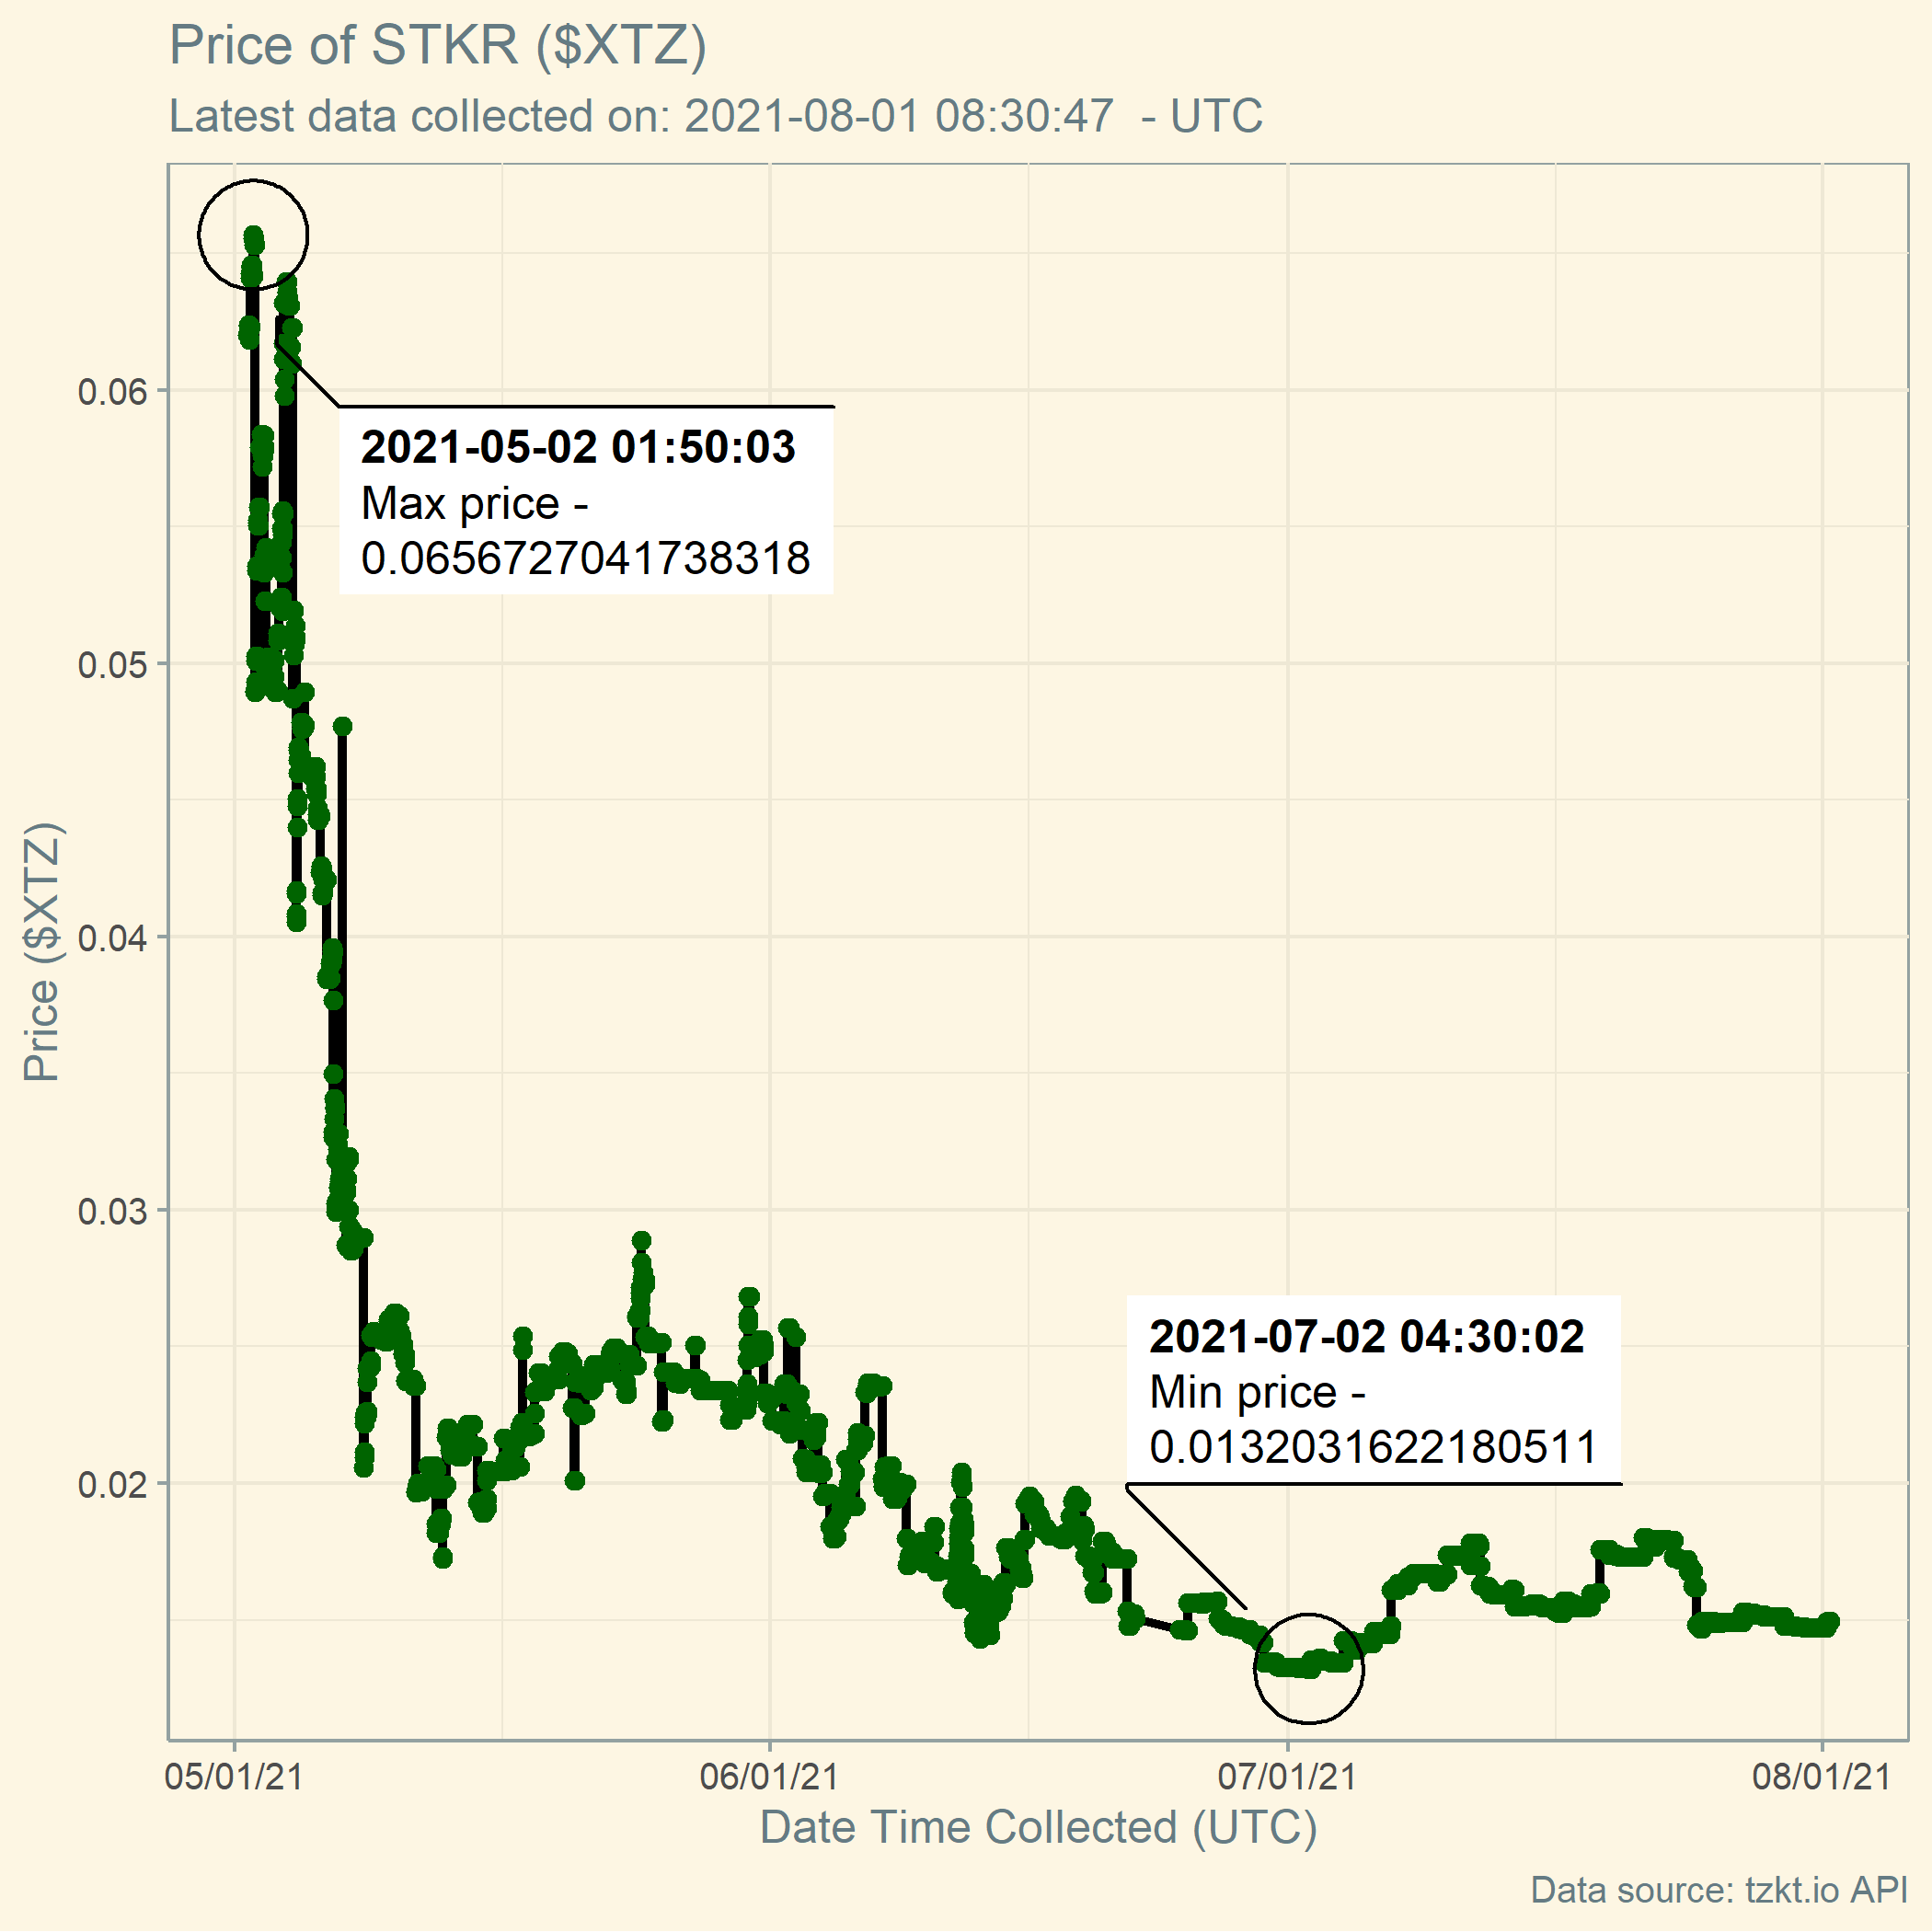 Price of STKR ($XTZ)
Latest data collected on: 2021-08-01 08:30:47  - UTC
Price ($XTZ)
0.06
0.05
0.04
0.03
0.02
2021-05-02 01:50:03
Max price -
0.0656727041738318
2021-07-02 04:30:02
Min price -
0.0132031622180511
05/01/21
06/01/21
07/01/21
08/01/21
Date Time Collected (UTC)
Data source: tzkt.io API